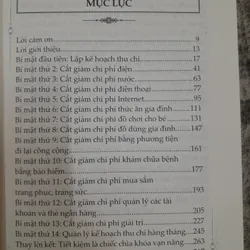 MỤC LỤC
Lời cảm ơn 9
Lời giới thiệu 13
Bí mật đầu tiên: Lập kế hoạch thu chi 17
Bí mật thứ 2: Cắt giảm chi phí điện 41
Bí mật thứ 3: Cắt giảm chi phí nước 63
Bí mật thứ 4: Cắt giảm chi phí điện thoại 77
Bí mật thứ 5: Cắt giảm chi phí Internet 85
Bí mật thứ 6: Cắt giảm chi phí thức ăn gia đình
Bí mật thứ 7: Cắt giảm chi phí đồ chơi cho bé
Bí mật thứ 8: Cắt giảm chi phí đồ dùng gia đình 147
Bí mật thứ 9: Cắt giảm chi phí bằng phương tiện
đi lại công cộng 161
Bí mật thứ 10: Cắt giảm chi phí khám chữa bệnh
bằng bảo hiểm 177
Bí mật thứ 11: Cắt giảm chi phí mua sắm
trang phục, trang sức 193
Bí mật thứ 12: Cắt giảm chi phí quản lý các tài
khoản và thẻ ngân hàng 205
Bí mật thứ 13: Cắt giảm chi phí giải trí 227
Bí mật thứ 14: Quản lý kế hoạch thu chi hàng tháng
Thay lời kết: Tiết kiệm là chiếc chìa khóa vạn năng